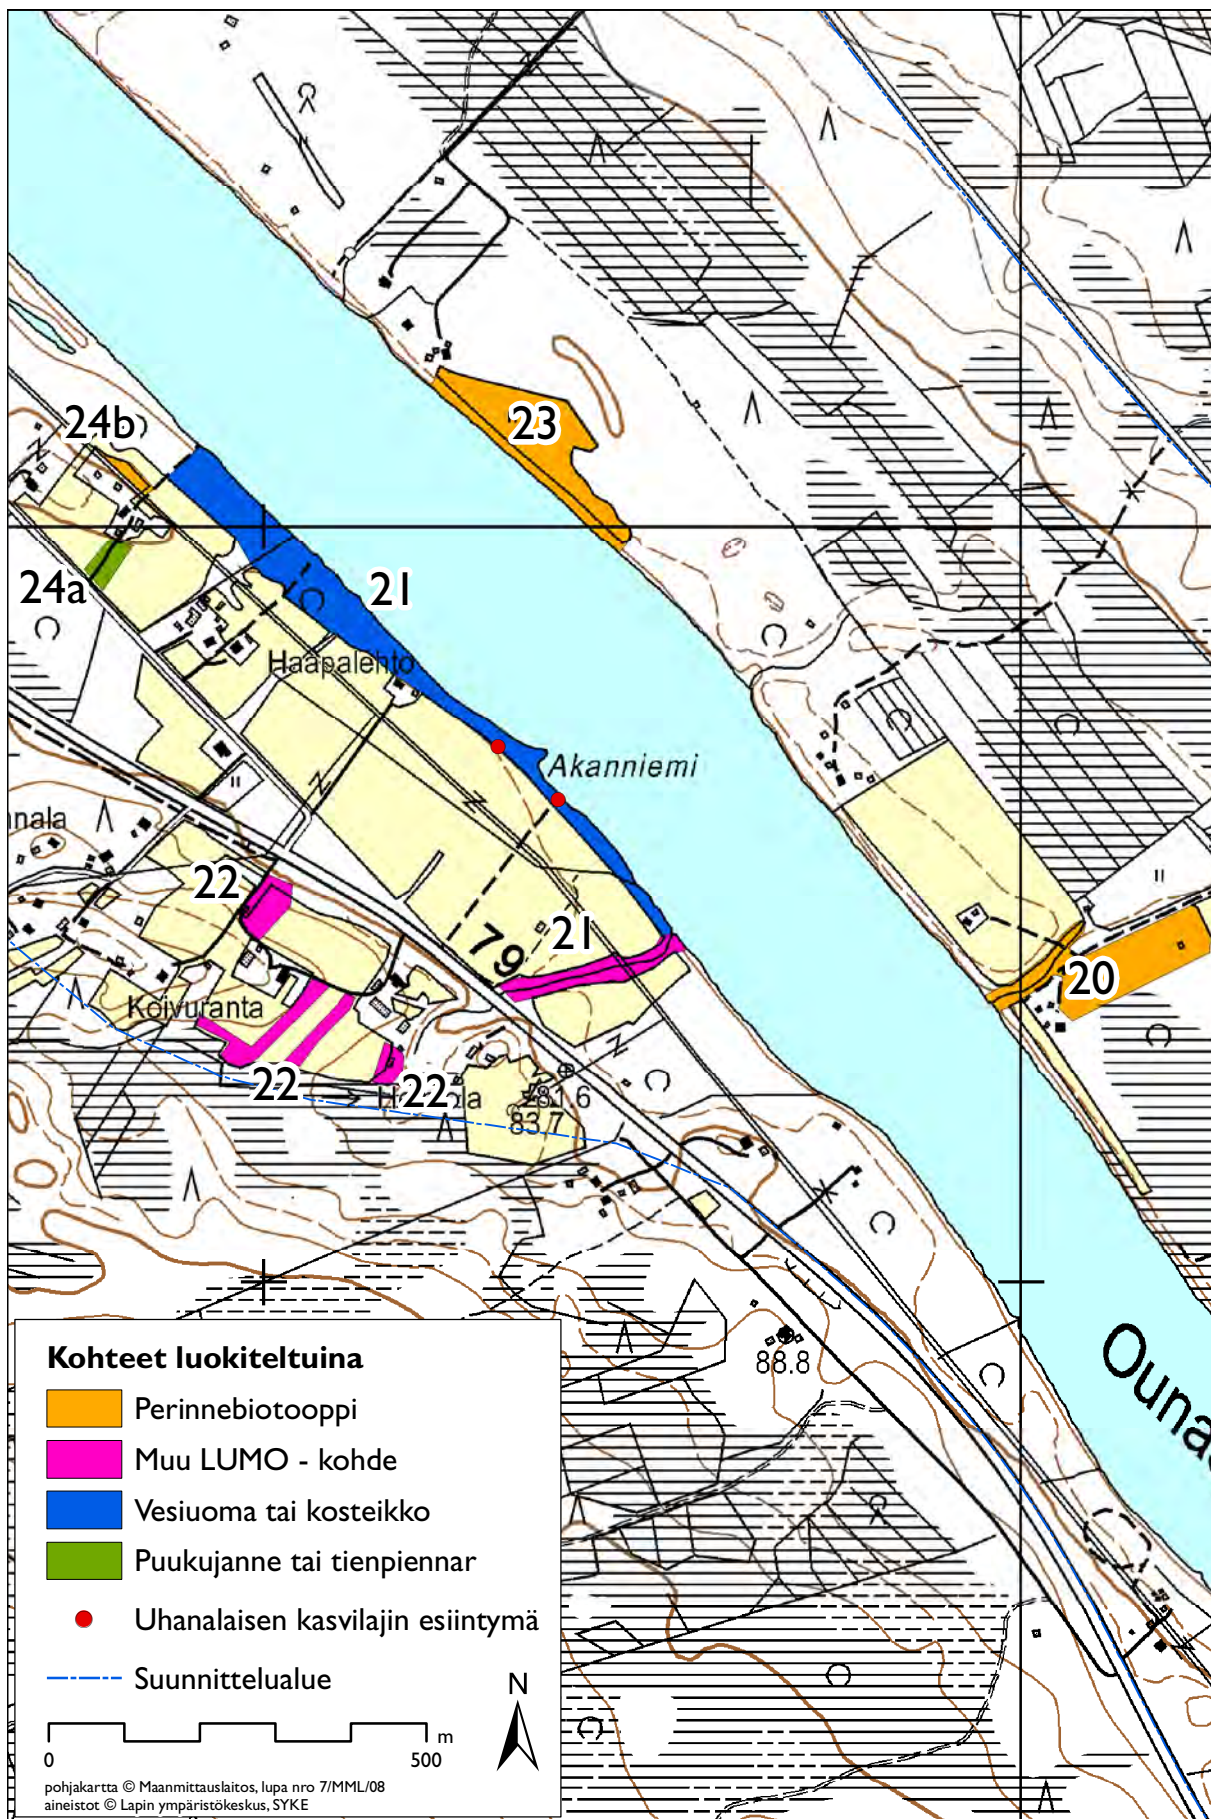 23
24b
24a
21
Haapalehto
Akanniemi
22
79
21
20
Koivuranta
22
22
81.6
83.7
88.8
Kohteet luokiteltuina
Perinnebiotooppi
Muu LUMO - kohde
Vesiuoma tai kosteikko
Puukujanne tai tienpiennar
Uhanalaisen kasvilajin esiintymä
Suunnittelualue
N
m
0 500
pohjakartta © Maanmittauslaitos, lupa nro 7/MML/08
aineistot © Lapin ympäristökeskus, SYKE